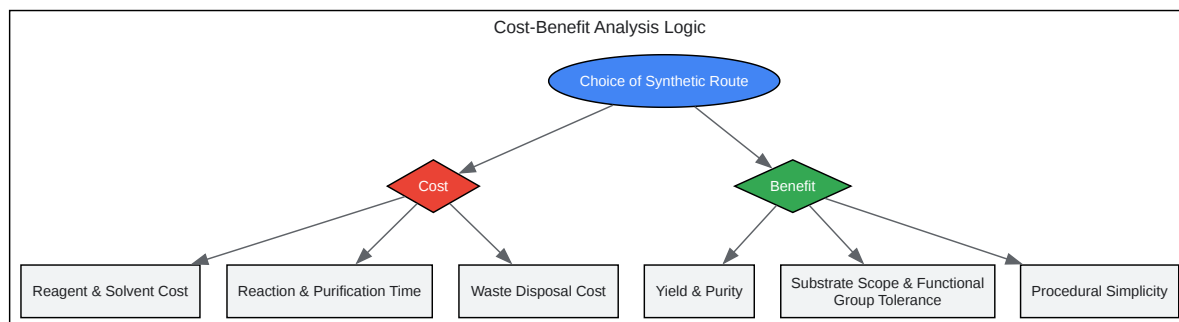 Cost-Benefit Analysis Logic
Choice of Synthetic Route
Cost
Benefit
Reagent & Solvent Cost
Reaction & Purification Time
Waste Disposal Cost
Yield & Purity
Substrate Scope & Functional
Group Tolerance
Procedural Simplicity